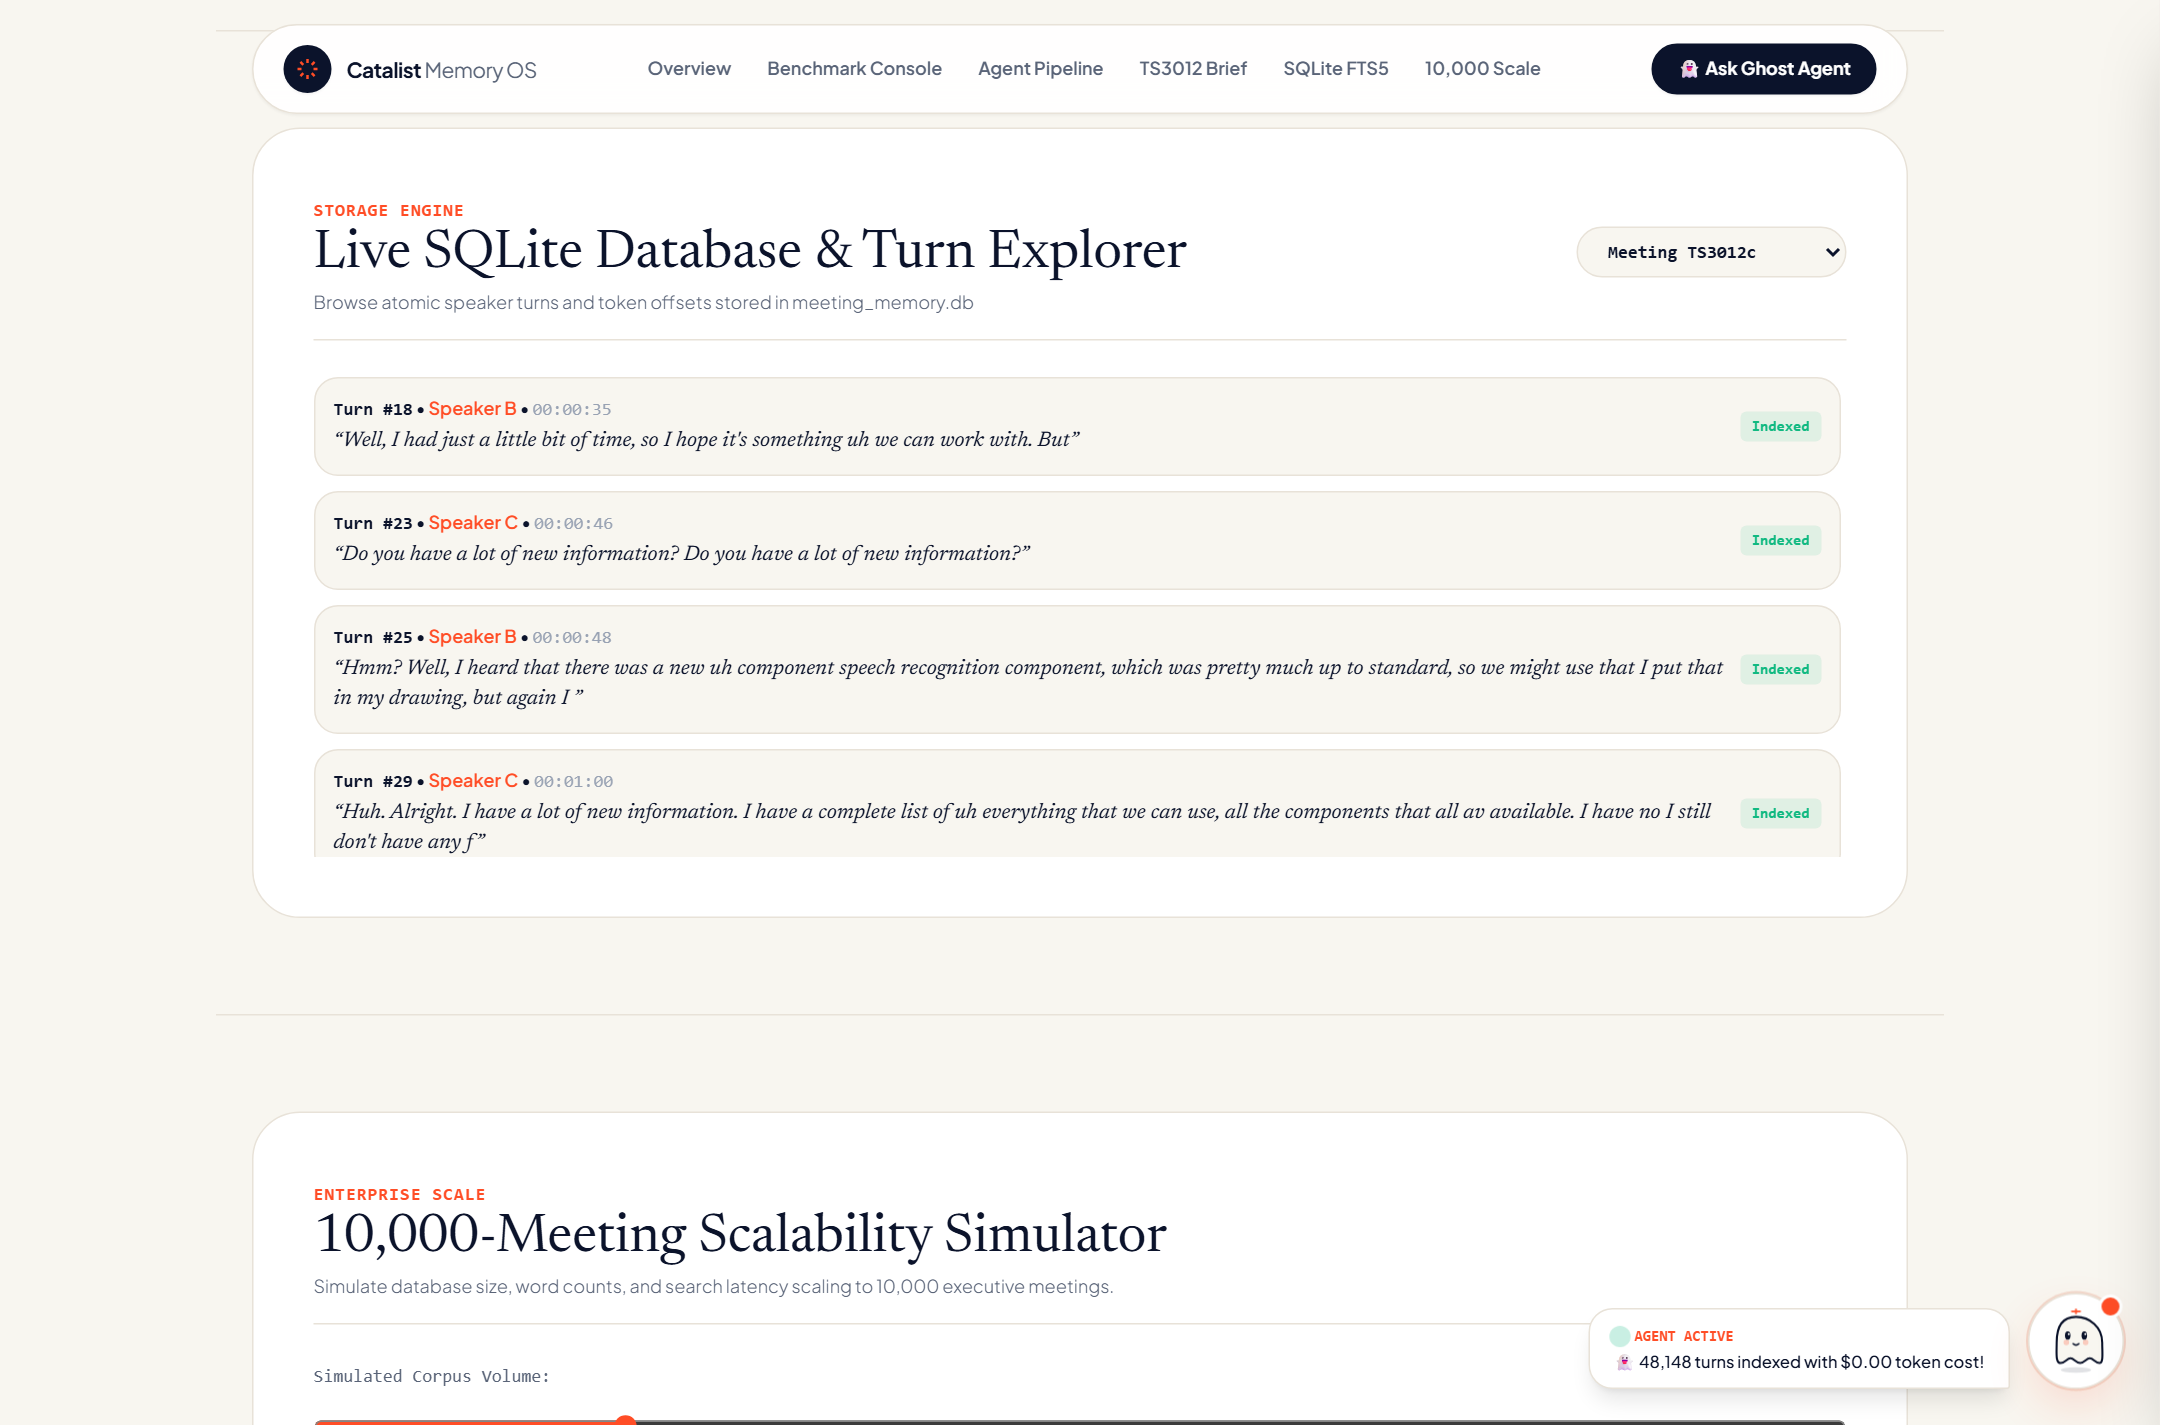 Catalist Memory OS
Overview
Benchmark Console
Agent Pipeline
TS3012 Brief
SQLite FTS5
10,000 Scale
👻 Ask Ghost Agent
STORAGE ENGINE
Live SQLite Database & Turn Explorer
Meeting TS3012c
Browse atomic speaker turns and token offsets stored in meeting_memory.db
Turn #18 • Speaker B • 00:00:35
“Well, I had just a little bit of time, so I hope it's something uh we can work with. But”
Indexed
Turn #23 • Speaker C • 00:00:46
“Do you have a lot of new information? Do you have a lot of new information?”
Indexed
Turn #25 • Speaker B • 00:00:48
“Hmm? Well, I heard that there was a new uh component speech recognition component, which was pretty much up to standard, so we might use that I put that
in my drawing, but again I ”
Indexed
Turn #29 • Speaker C • 00:01:00
“Huh. Alright. I have a lot of new information. I have a complete list of uh everything that we can use, all the components that all av available. I have no I still
don't have any f”
Indexed
ENTERPRISE SCALE
10,000-Meeting Scalability Simulator
Simulate database size, word counts, and search latency scaling to 10,000 executive meetings.
Simulated Corpus Volume:
AGENT ACTIVE
👻 48,148 turns indexed with $0.00 token cost!